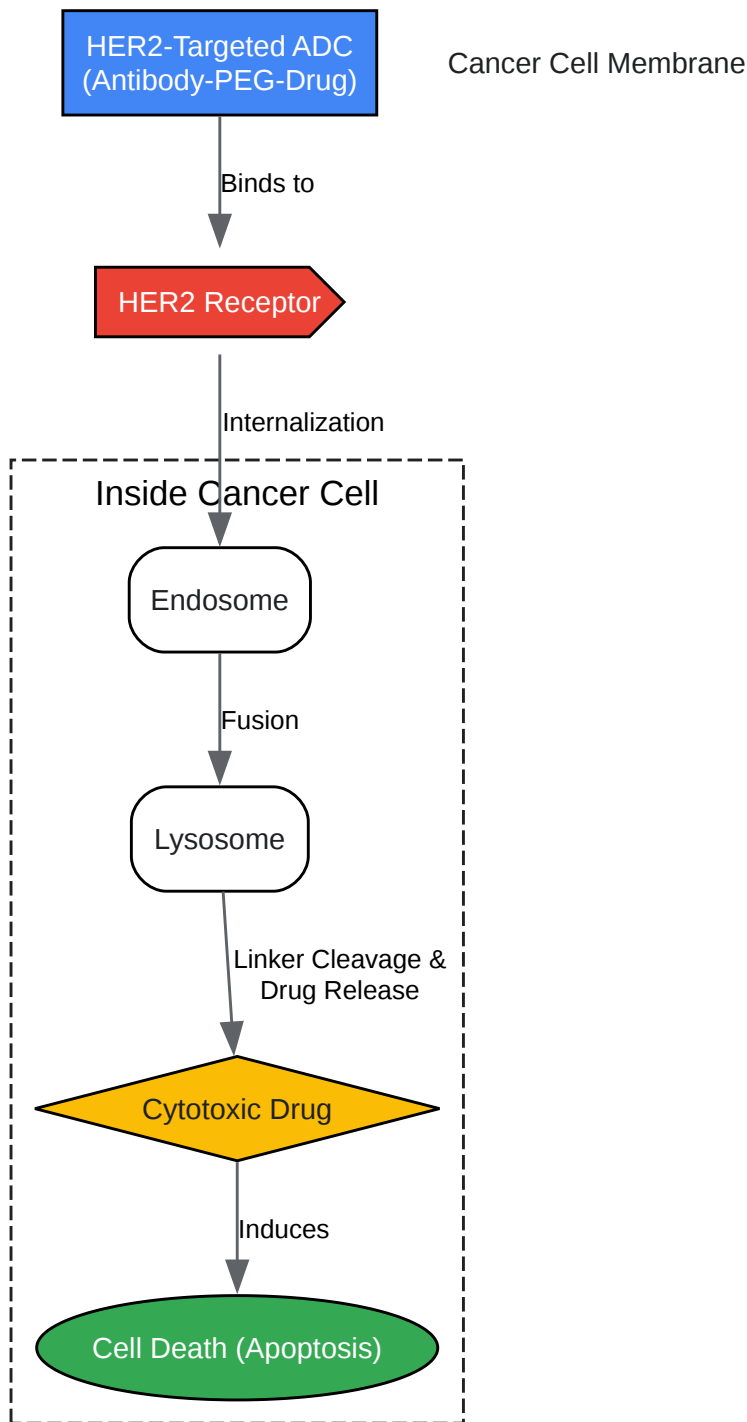 HER2-Targeted ADC
(Antibody-PEG-Drug)
Cancer Cell Membrane
Binds to
HER2 Receptor
Internalization
Inside Cancer Cell
Endosome
Fusion
Lysosome
Linker Cleavage &
Drug Release
Cytotoxic Drug
Induces
Cell Death (Apoptosis)